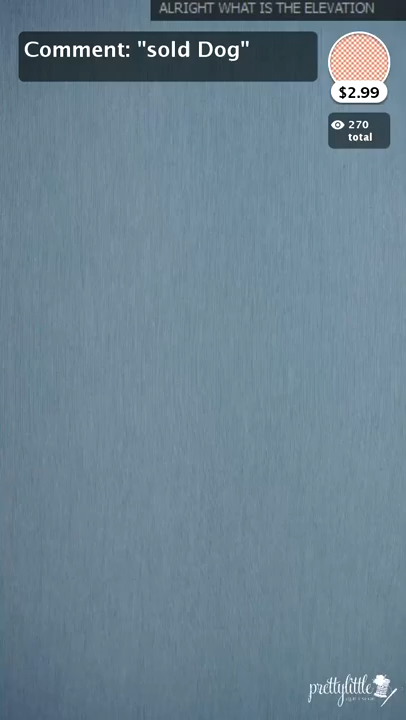 ALRIGHT WHAT IS THE ELEVATION
Comment: "sold Dog"
$2.99
270
total
prettylittle